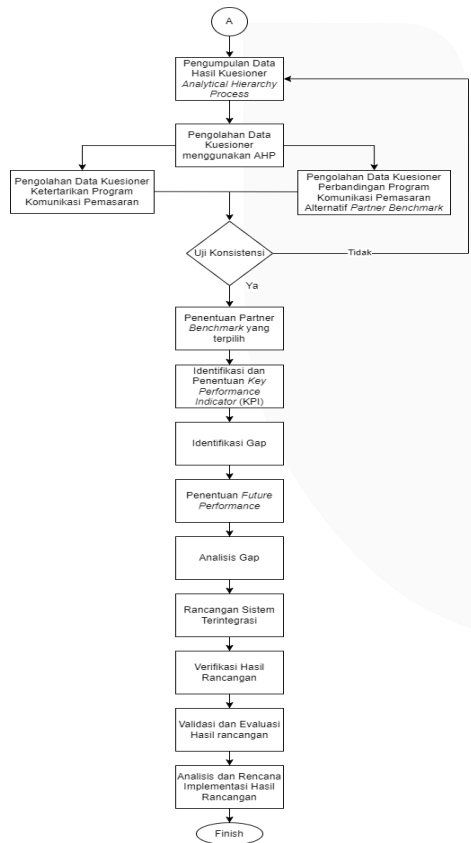 A
Pengumpulan Data
Hasil Kuesioner
Analytical Hierarchy
Process
Pengolahan Data
Kuesioner
menggunakan AHP
Pengolahan Data Kuesioner
Ketertarikan Program
Komunikasi Pemasaran
Pengolahan Data Kuesioner
Perbandingan Program
Komunikasi Pemasaran
Alternatif Partner Benchmark
Uji Konsistensi
Tidak
Ya
Penentuan Partner
Benchmark yang
terpilih
Identifikasi dan
Penentuan Key
Performance
Indicator (KPI)
Identifikasi Gap
Penentuan Future
Performance
Analisis Gap
Rancangan Sistem
Terintegrasi
Verifikasi Hasil
Rancangan
Validasi dan Evaluasi
Hasil rancangan
Analisis dan Rencana
Implementasi Hasil
Rancangan
Finish